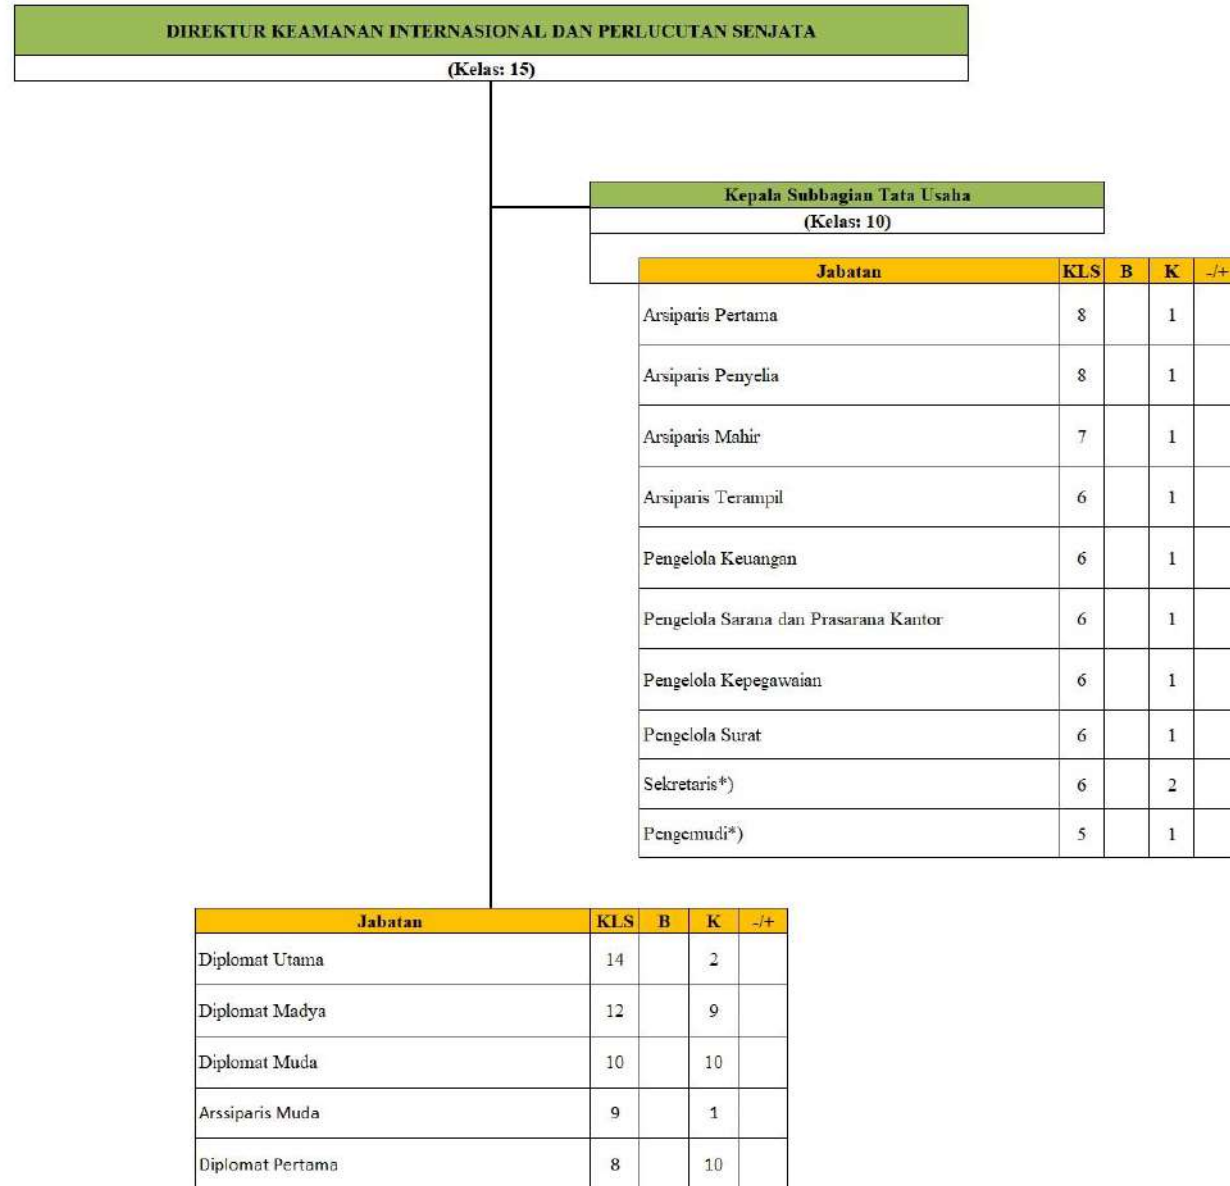 DIREKTUR KEAMANAN INTERNASIONAL DAN PERLUCUTAN SENJATA
(Kelas: 15)
Kepala Subbagian Tata Usaha
(Kelas: 10)
Jabatan KLS B K -/+
Arsiparis Pertama 8 1
Arsiparis Penyelia 8 1
Arsiparis Mahir 7 1
Arsiparis Terampil 6 1
Pengelola Keuangan 6 1
Pengelola Sarana dan Prasarana Kantor 6 1
Pengelola Kepegawaian 6 1
Pengelola Surat 6 1
Sekretaris*) 6 2
Pengemudi*) 5 1
Jabatan KLS B K -/+
Diplomat Utama 14 2
Diplomat Madya 12 9
Diplomat Muda 10 10
Arssiparis Muda 9 1
Diplomat Pertama 8 10